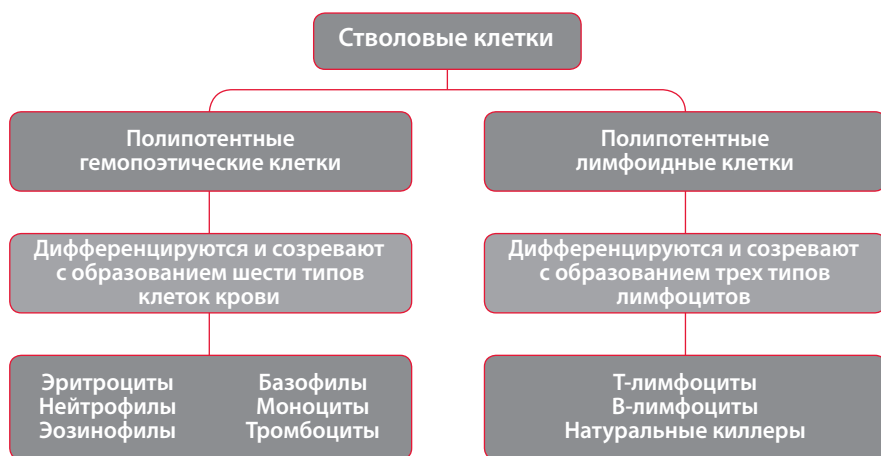 Стволовые клетки
Полипотентные
гемопоэтические клетки
Полипотентные
лимфоидные клетки
Дифференцируются и созревают
с образованием шести типов
клеток крови
Дифференцируются и созревают
с образованием трех типов
лимфоцитов
Эритроциты
Нейтрофилы
Эозинофилы
Базофилы
Моноциты
Тромбоциты
Т-лимфоциты
В-лимфоциты
Натуральные киллеры